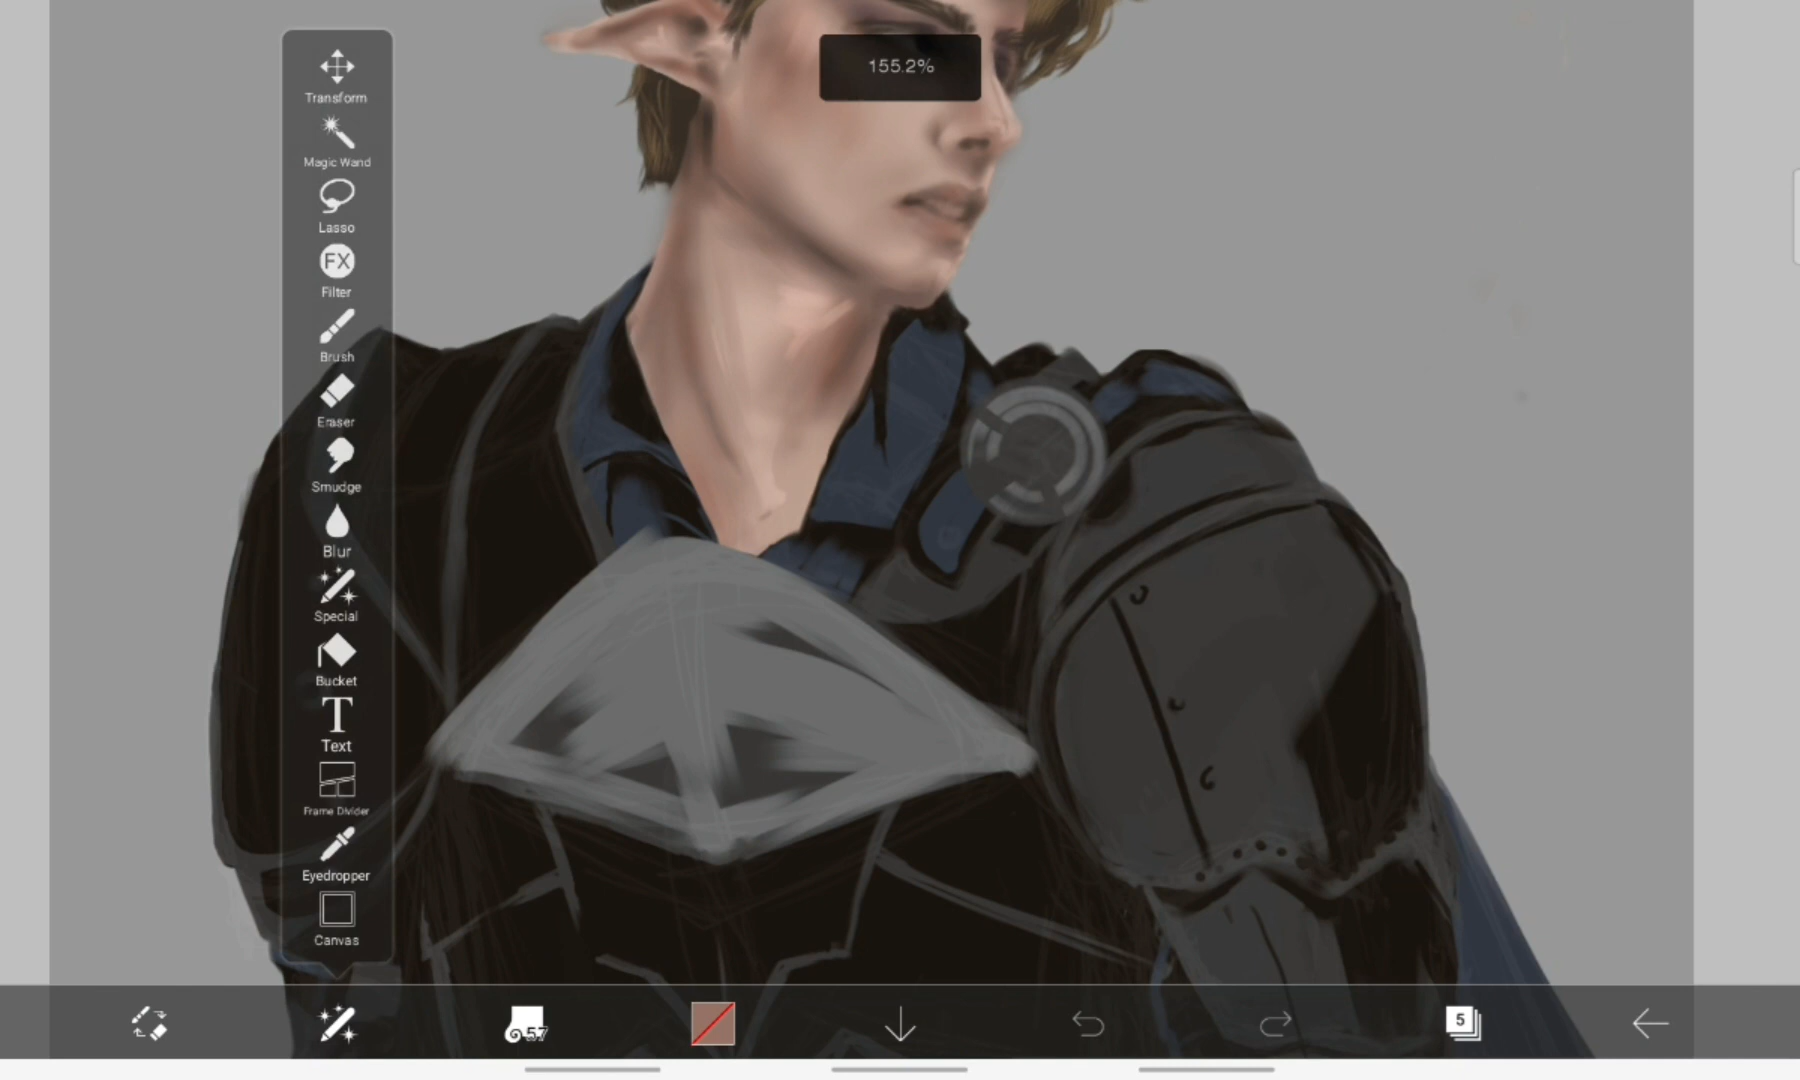 155.2%
Transform
Magic Wand
Lasso
FX
Filter
Brush
Eraser
Smudge
Blur
Special
Bucket
T
Text
Frame Divider
Eyedropper
Canvas
57
5